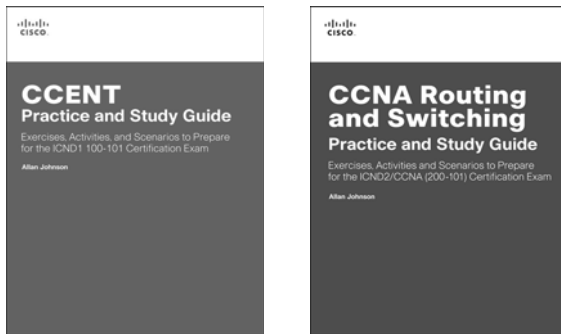 CISCO.
CCENT
Practice and Study Guide
Exercises, Activities, and Scenarios to Prepare
for the ICND1 100-101 Certification Exam
Allan Johnson
CISCO.
CCNA Routing
and Switching
Practice and Study Guide
Exercises, Activities and Scenarios to Prepare
for the ICND2/CCNA (200-101) Certification Exam
Allan Johnson